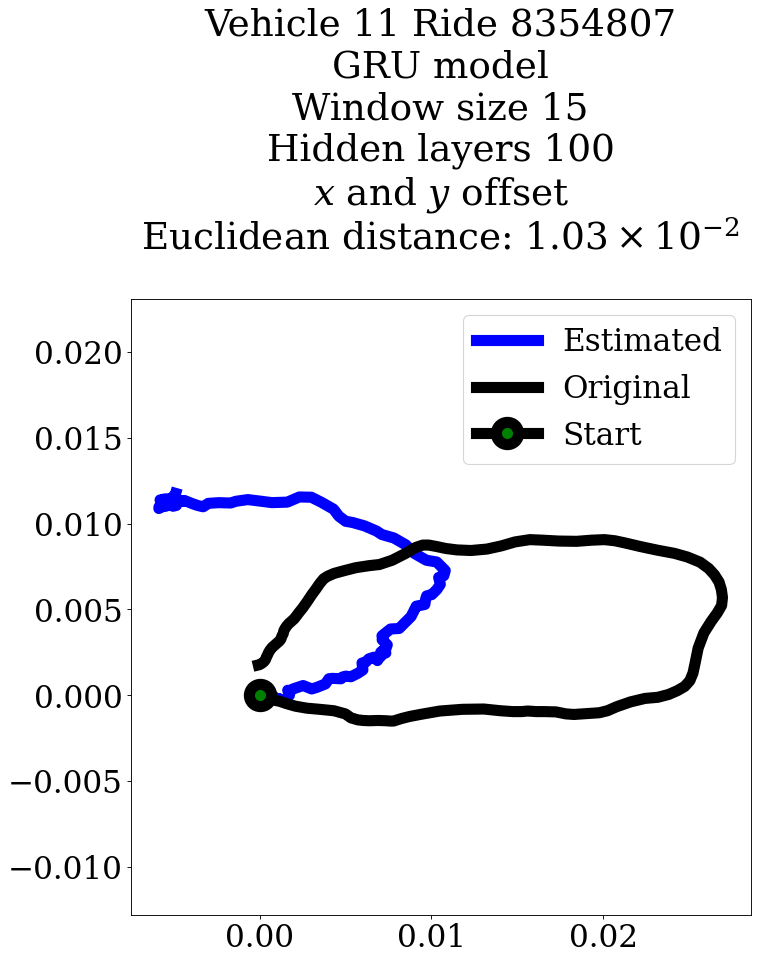 Vehicle 11 Ride 8354807
GRU model
Window size 15
Hidden layers 100
x and y offset
Euclidean distance: 1.03 × 10⁻²
Estimated
Original
Start
0.020
0.015
0.010
0.005
0.000
−0.005
−0.010
0.00 0.01 0.02